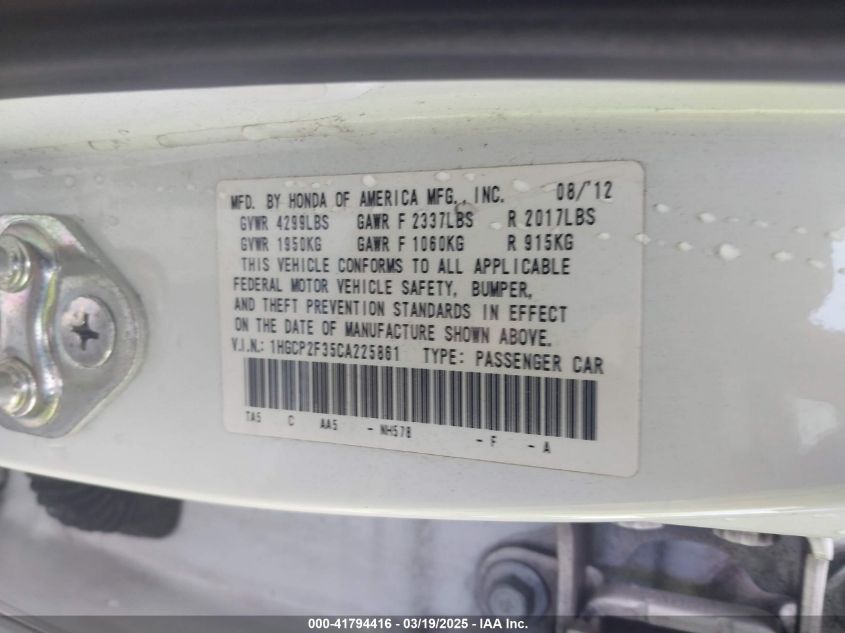 MFD. BY HONDA OF AMERICA MFG., INC. 08/'12
GVWR 4299LBS GAWR F 2337LBS R 2017LBS
GVWR 1950KG GAWR F 1060KG R 915KG
THIS VEHICLE CONFORMS TO ALL APPLICABLE
FEDERAL MOTOR VEHICLE SAFETY, BUMPER,
AND THEFT PREVENTION STANDARDS IN EFFECT
ON THE DATE OF MANUFACTURE SHOWN ABOVE.
V.I.N.: 1HGCP2F35CA225861 TYPE: PASSENGER CAR
TA5 C AA5 - NH578 - F - A
000-41794416 - 03/19/2025 - IAA Inc.